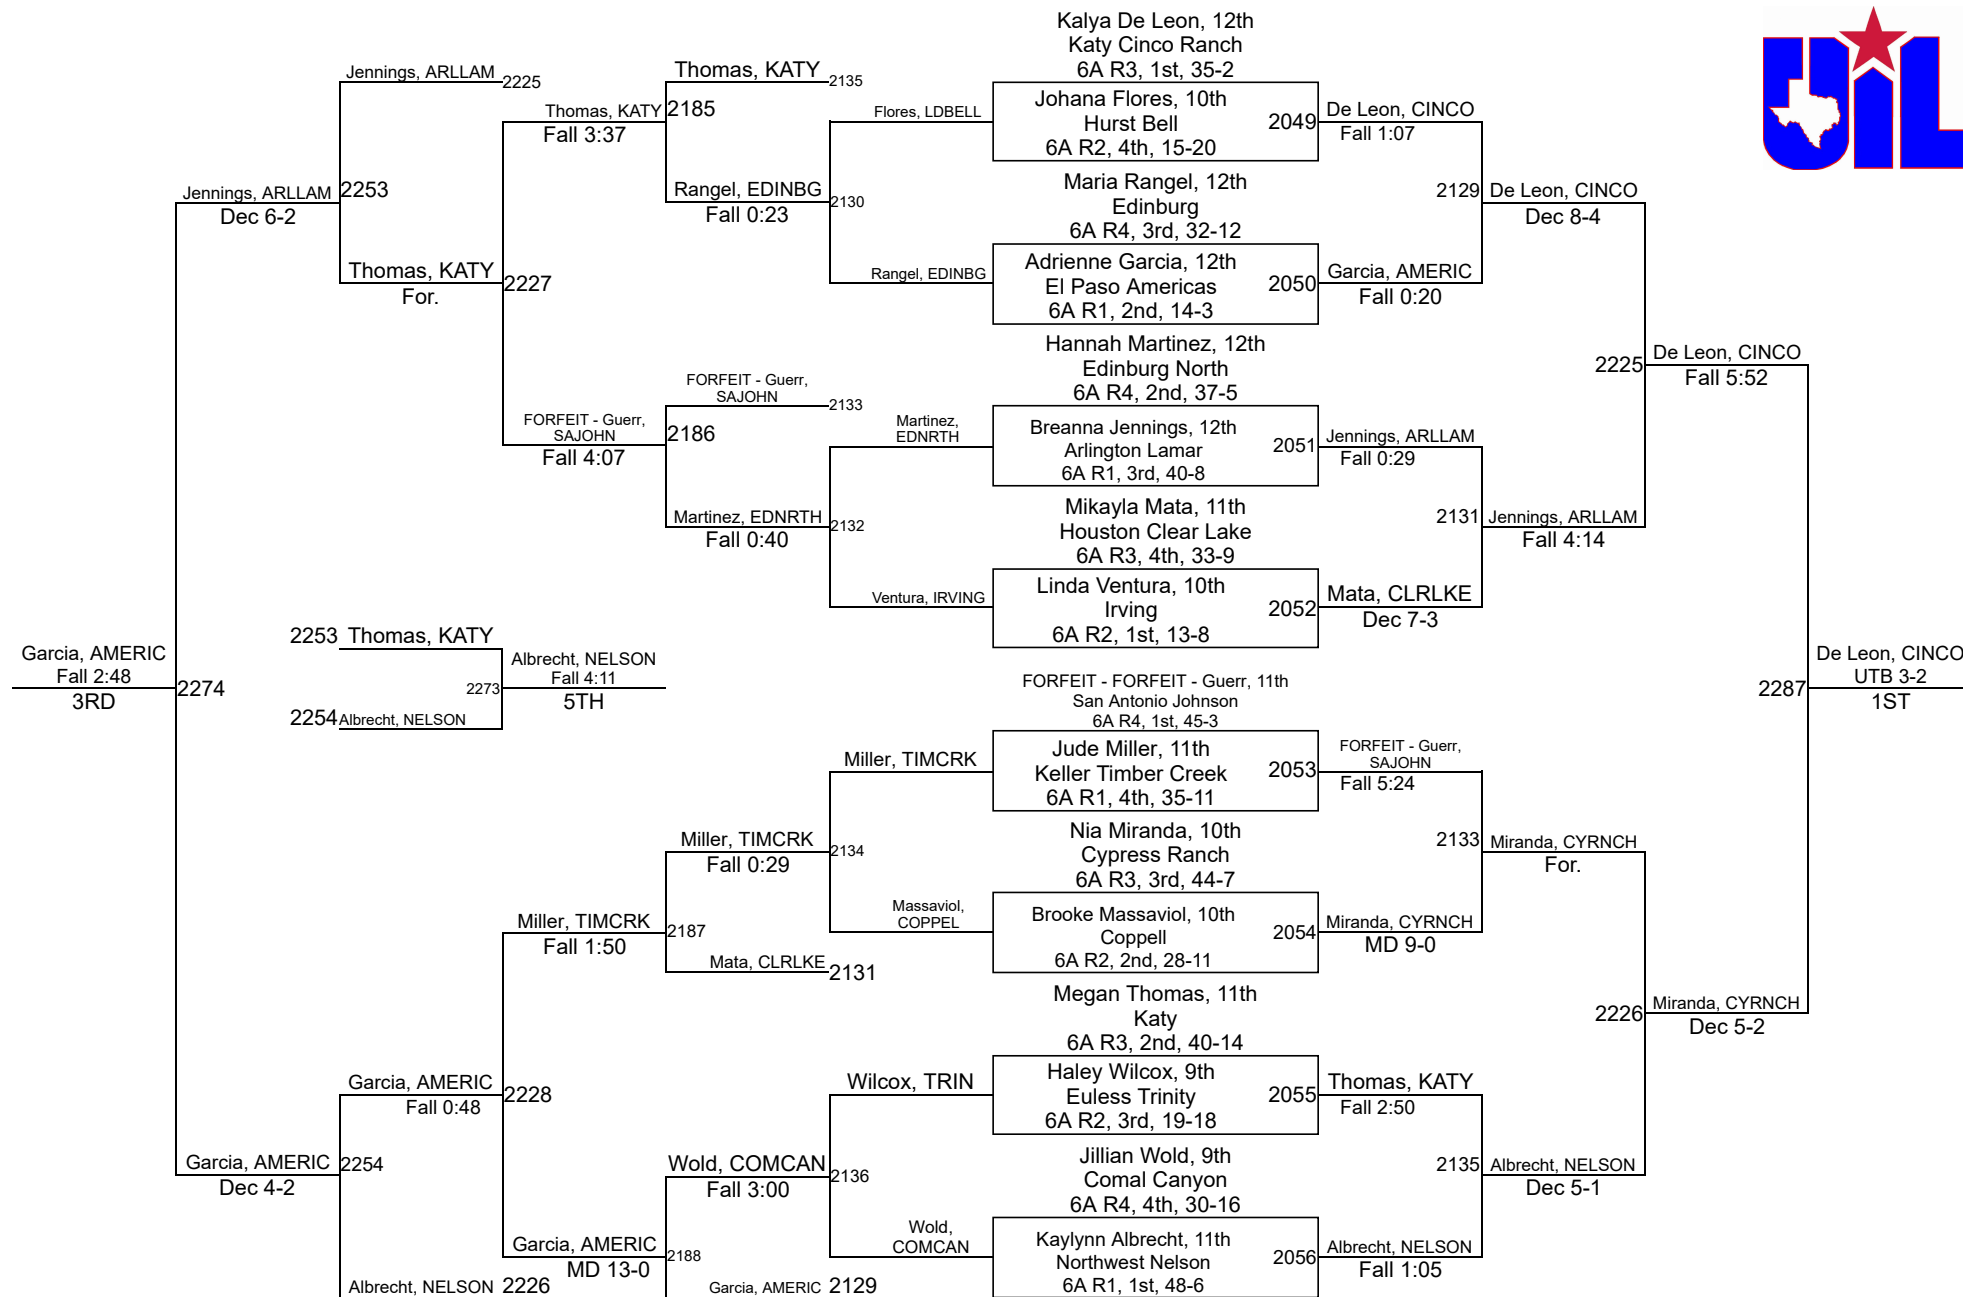 Kalya De Leon, 12th
Katy Cinco Ranch
6A R3, 1st, 35-2
UIL
Jennings, ARLLAM
2225
Thomas, KATY
2135
Thomas, KATY
2185
Fall 3:37
Flores, LDBELL
Johana Flores, 10th
Hurst Bell
6A R2, 4th, 15-20
2049
De Leon, CINCO
Fall 1:07
Jennings, ARLLAM
2253
Dec 6-2
Rangel, EDINBG
2130
Fall 0:23
Maria Rangel, 12th
Edinburg
6A R4, 3rd, 32-12
2129
De Leon, CINCO
Dec 8-4
Thomas, KATY
2227
For.
Rangel, EDINBG
Adrienne Garcia, 12th
El Paso Americas
6A R1, 2nd, 14-3
2050
Garcia, AMERIC
Fall 0:20
Hannah Martinez, 12th
Edinburg North
6A R4, 2nd, 37-5
2225
De Leon, CINCO
Fall 5:52
FORFEIT - Guerr,
SAJOHN
2133
FORFEIT - Guerr,
SAJOHN
2186
Fall 4:07
Martinez,
EDNRTH
Breanna Jennings, 12th
Arlington Lamar
6A R1, 3rd, 40-8
2051
Jennings, ARLLAM
Fall 0:29
Martinez, EDNRTH
2132
Fall 0:40
Mikayla Mata, 11th
Houston Clear Lake
6A R3, 4th, 33-9
2131
Jennings, ARLLAM
Fall 4:14
Ventura, IRVING
Linda Ventura, 10th
Irving
6A R2, 1st, 13-8
2052
Mata, CLRLKE
Dec 7-3
Garcia, AMERIC
Fall 2:48
3RD
2274
2253
Thomas, KATY
2254
Albrecht, NELSON
2273
Albrecht, NELSON
Fall 4:11
5TH
FORFEIT - FORFEIT - Guerr, 11th
San Antonio Johnson
6A R4, 1st, 45-3
2287
De Leon, CINCO
UTB 3-2
1ST
Miller, TIMCRK
Jude Miller, 11th
Keller Timber Creek
6A R1, 4th, 35-11
2053
FORFEIT - Guerr,
SAJOHN
Fall 5:24
Miller, TIMCRK
2134
Fall 0:29
Nia Miranda, 10th
Cypress Ranch
6A R3, 3rd, 44-7
2133
Miranda, CYRNCH
For.
Miller, TIMCRK
2187
Fall 1:50
Massaviol,
COPPEL
Brooke Massaviol, 10th
Coppell
6A R2, 2nd, 28-11
2054
Miranda, CYRNCH
MD 9-0
Mata, CLRLKE
2131
Megan Thomas, 11th
Katy
6A R3, 2nd, 40-14
2226
Miranda, CYRNCH
Dec 5-2
Garcia, AMERIC
2228
Fall 0:48
Wilcox, TRIN
Haley Wilcox, 9th
Euless Trinity
6A R2, 3rd, 19-18
2055
Thomas, KATY
Fall 2:50
Garcia, AMERIC
2254
Dec 4-2
Wold, COMCAN
2136
Fall 3:00
Jillian Wold, 9th
Comal Canyon
6A R4, 4th, 30-16
2135
Albrecht, NELSON
Dec 5-1
Garcia, AMERIC
2188
MD 13-0
Wold,
COMCAN
Kaylynn Albrecht, 11th
Northwest Nelson
6A R1, 1st, 48-6
2056
Albrecht, NELSON
Fall 1:05
Albrecht, NELSON
2226
Garcia, AMERIC
2129